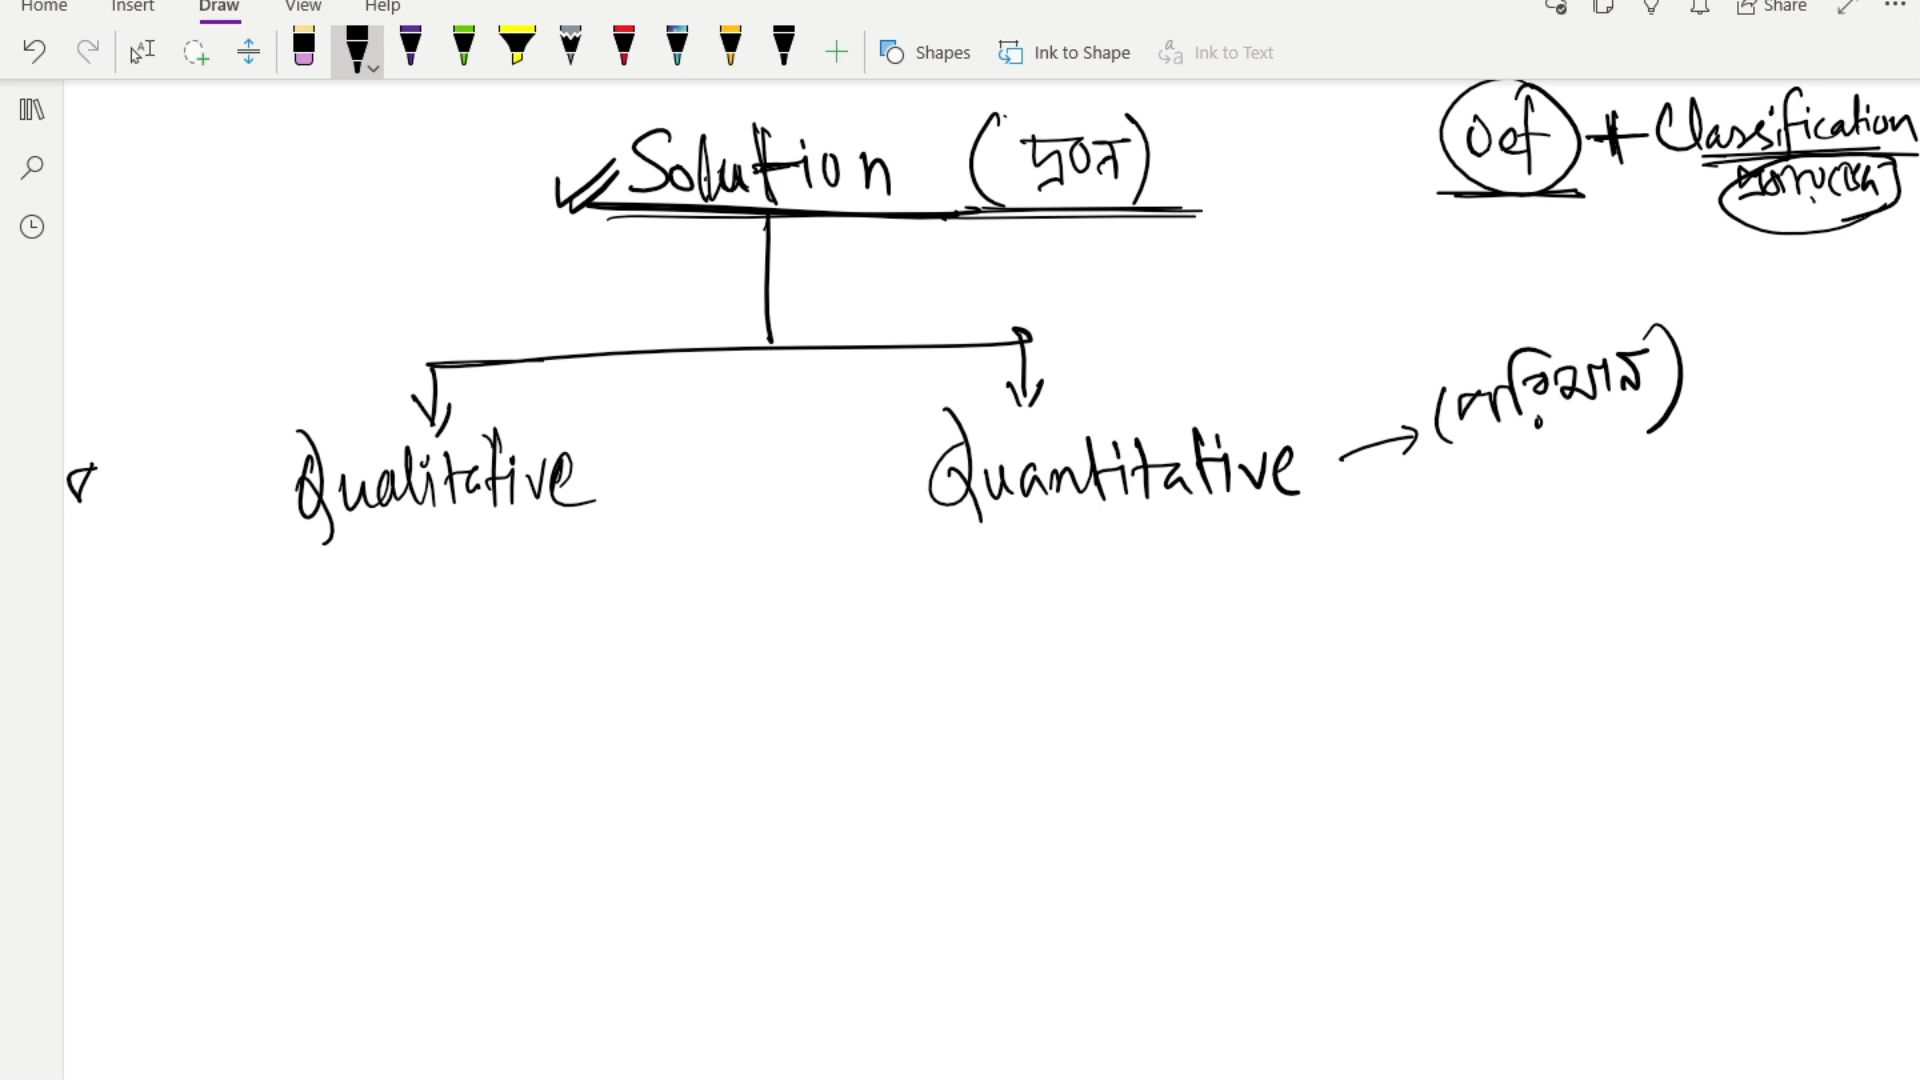 Home Insert Draw View Help Share
Shapes Ink to Shape Ink to Text
Solution (দ্রবণ)
Def + Classification
Qualitative
Quantitative → (পরিমাণ)